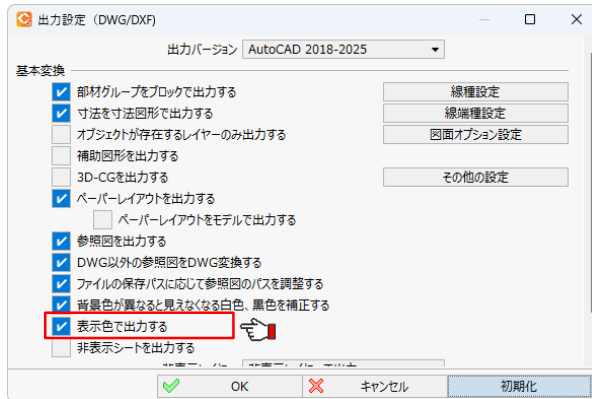 出力設定（DWG/DXF）
出力バージョン AutoCAD 2018-2025
基本変換
部材グループをブロックで出力する 線種設定
寸法を寸法図形で出力する 線端種設定
オブジェクトが存在するレイヤーのみ出力する 図面オプション設定
補助図形を出力する
3D-CGを出力する その他の設定
ペーパーレイアウトを出力する
ペーパーレイアウトをモデルで出力する
参照図を出力する
DWG以外の参照図をDWG変換する
ファイルの保存パスに応じて参照図のパスを調整する
背景色が異なると見えなくなる白色、黒色を補正する
表示色で出力する
非表示シートを出力する
OK キャンセル 初期化